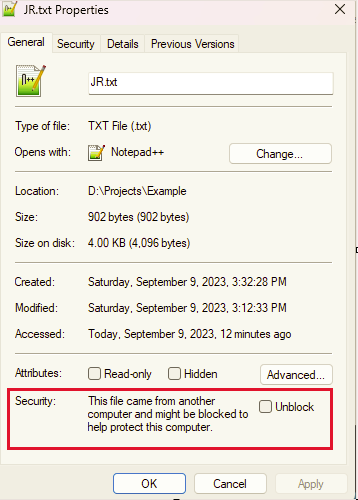 JR.txt Properties
General Security Details Previous Versions
JR.txt
Type of file: TXT File (.txt)
Opens with: Notepad++ Change...
Location: D:\Projects\Example
Size: 902 bytes (902 bytes)
Size on disk: 4.00 KB (4,096 bytes)
Created: Saturday, September 9, 2023, 3:32:28 PM
Modified: Saturday, September 9, 2023, 3:12:33 PM
Accessed: Today, September 9, 2023, 12 minutes ago
Attributes: Read-only Hidden Advanced...
Security: This file came from another
computer and might be blocked to Unblock
help protect this computer.
OK Cancel Apply